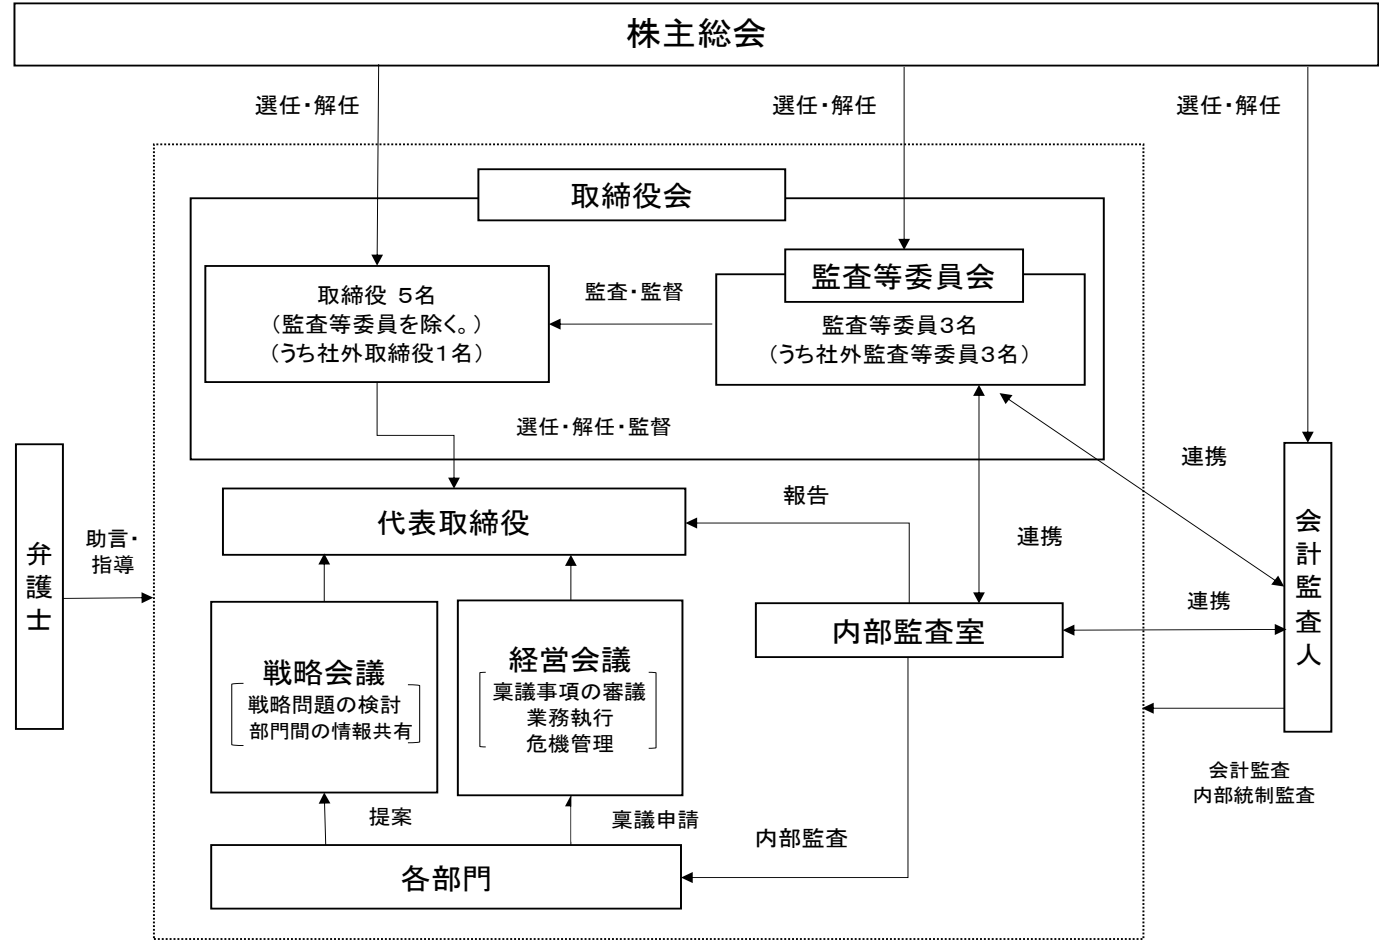 株主総会
選任・解任
選任・解任
選任・解任
取締役会
監査等委員会
取締役 5名
（監査等委員を除く。）
（うち社外取締役1名）
監査・監督
監査等委員3名
（うち社外監査等委員3名）
選任・解任・監督
連携
代表取締役
報告
連携
会計監査人
弁護士
助言・
指導
連携
内部監査室
戦略会議
戦略問題の検討
部門間の情報共有
経営会議
稟議事項の審議
業務執行
危機管理
会計監査
内部統制監査
提案
稟議申請
内部監査
各部門